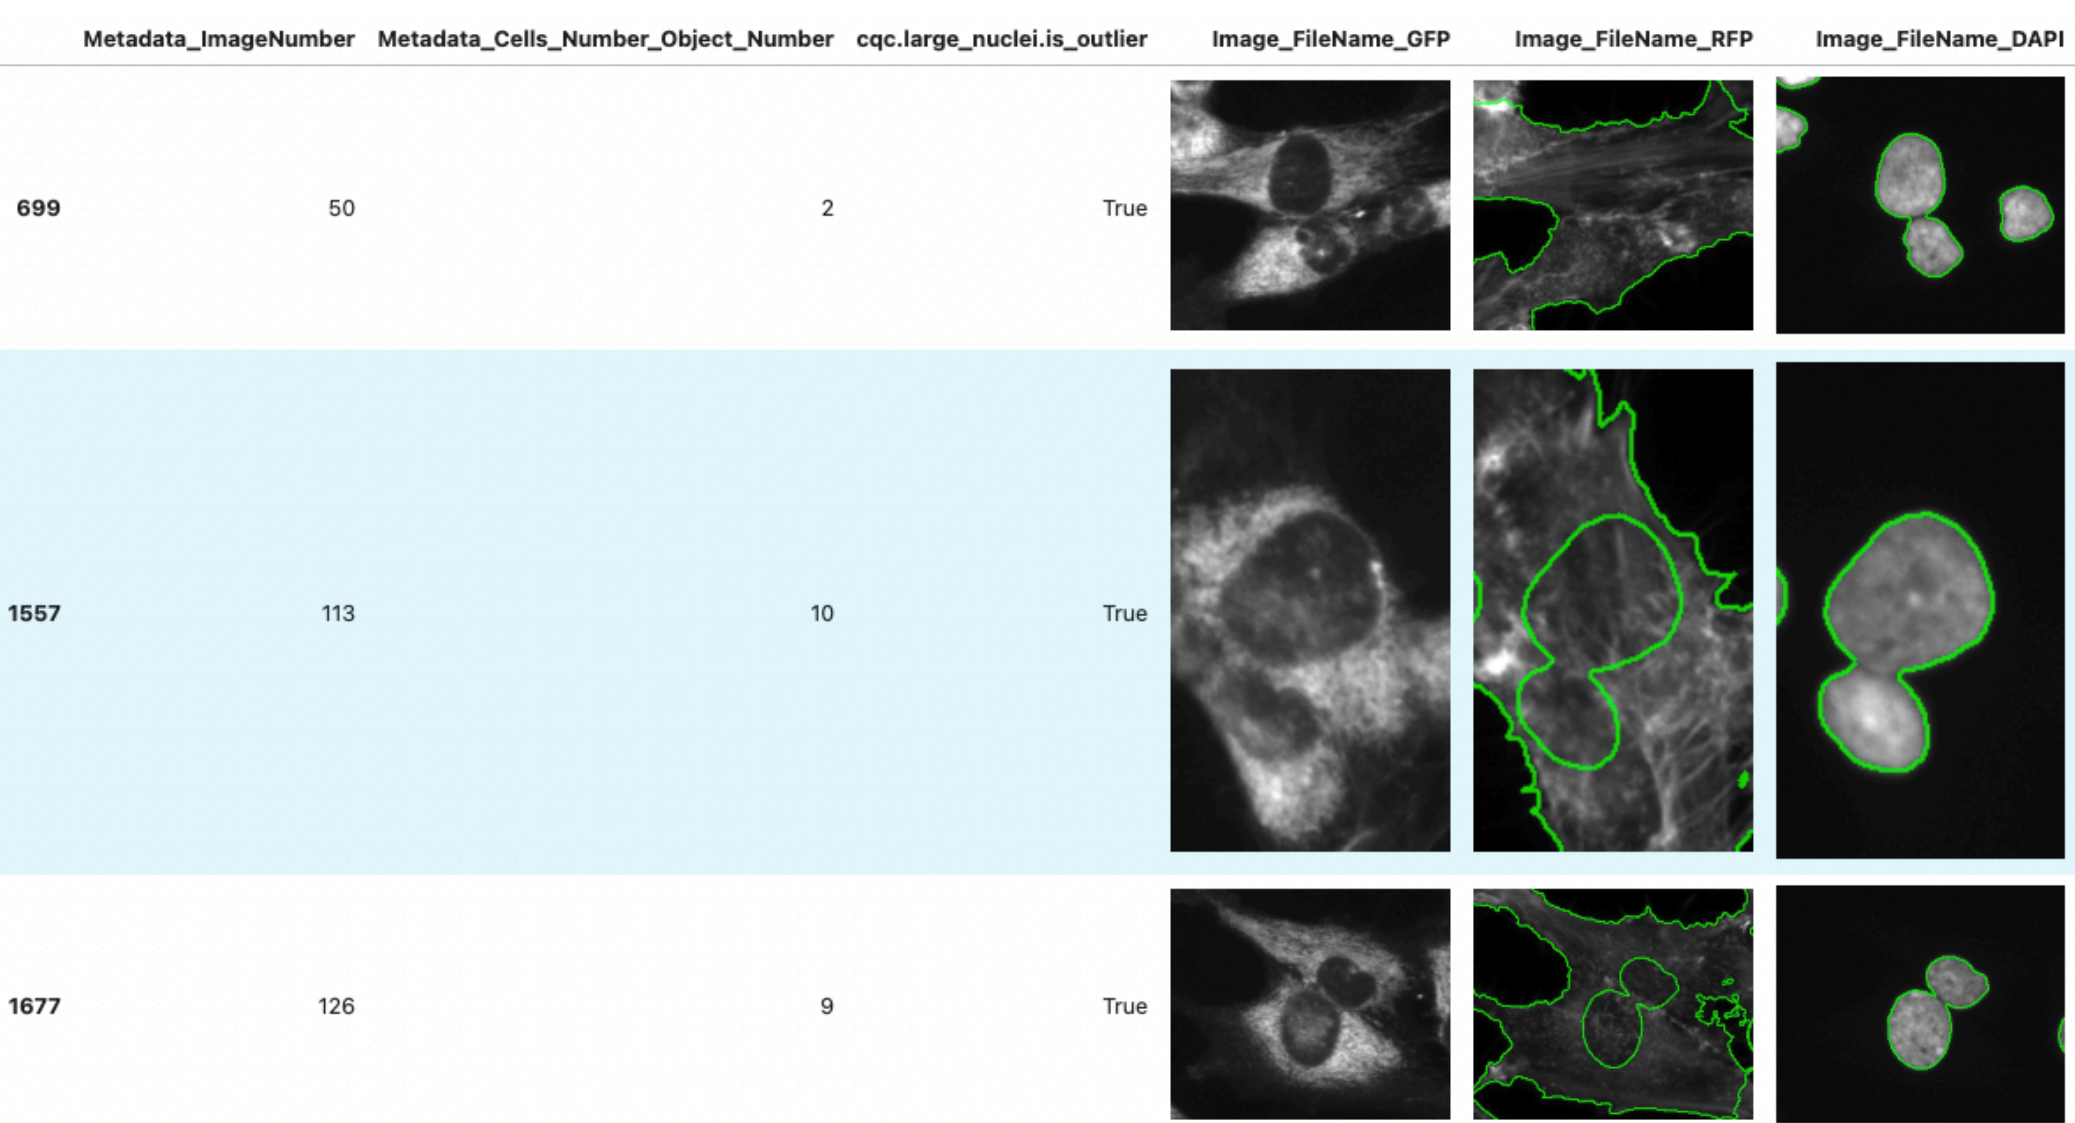 Metadata_ImageNumber Metadata_Cells_Number_Object_Number cqc.large_nuclei.is_outlier Image_FileName_GFP Image_FileName_RFP Image_FileName_DAPI
699 50 2 True
1557 113 10 True
1677 126 9 True